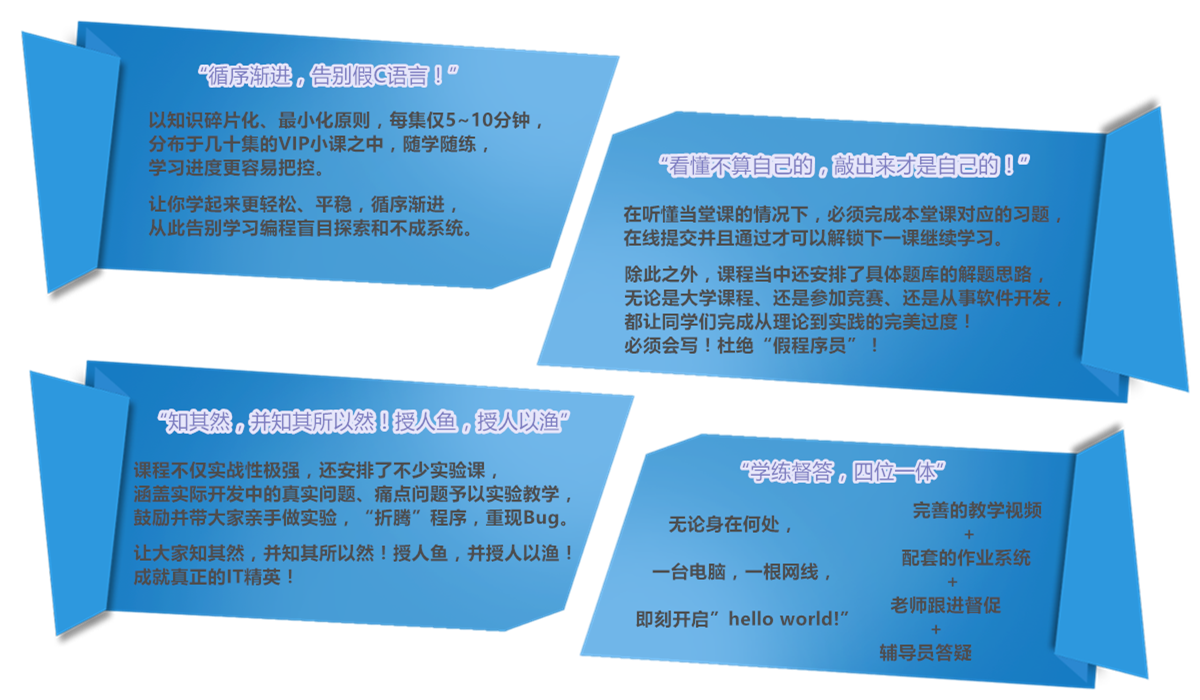 “循序渐进，告别假C语言！”
以知识碎片化、最小化原则，每集仅5~10分钟，
分布于几十集的VIP小课之中，随学随练，
学习进度更容易把控。
让你学起来更轻松、平稳，循序渐进，
从此告别学习编程盲目探索和不成系统。
“看懂不算自己的，敲出来才是自己的！”
在听懂当堂课的情况下，必须完成本堂课对应的习题，
在线提交并且通过才可以解锁下一课继续学习。
除此之外，课程当中还安排了具体题库的解题思路，
无论是大学课程、还是参加竞赛、还是从事软件开发，
都让同学们完成从理论到实践的完美过度！
必须会写！杜绝“假程序员”！
“知其然，并知其所以然！授人鱼，授人以渔”
课程不仅实战性极强，还安排了不少实验课，
涵盖实际开发中的真实问题、痛点问题予以实验教学，
鼓励并带大家亲手做实验，“折腾”程序，重现Bug。
让大家知其然，并知其所以然！授人鱼，并授人以渔！
成就真正的IT精英！
“学练督答，四位一体”
无论身在何处，
一台电脑，一根网线，
即刻开启”hello world!”
完善的教学视频
+
配套的作业系统
+
老师跟进督促
+
辅导员答疑